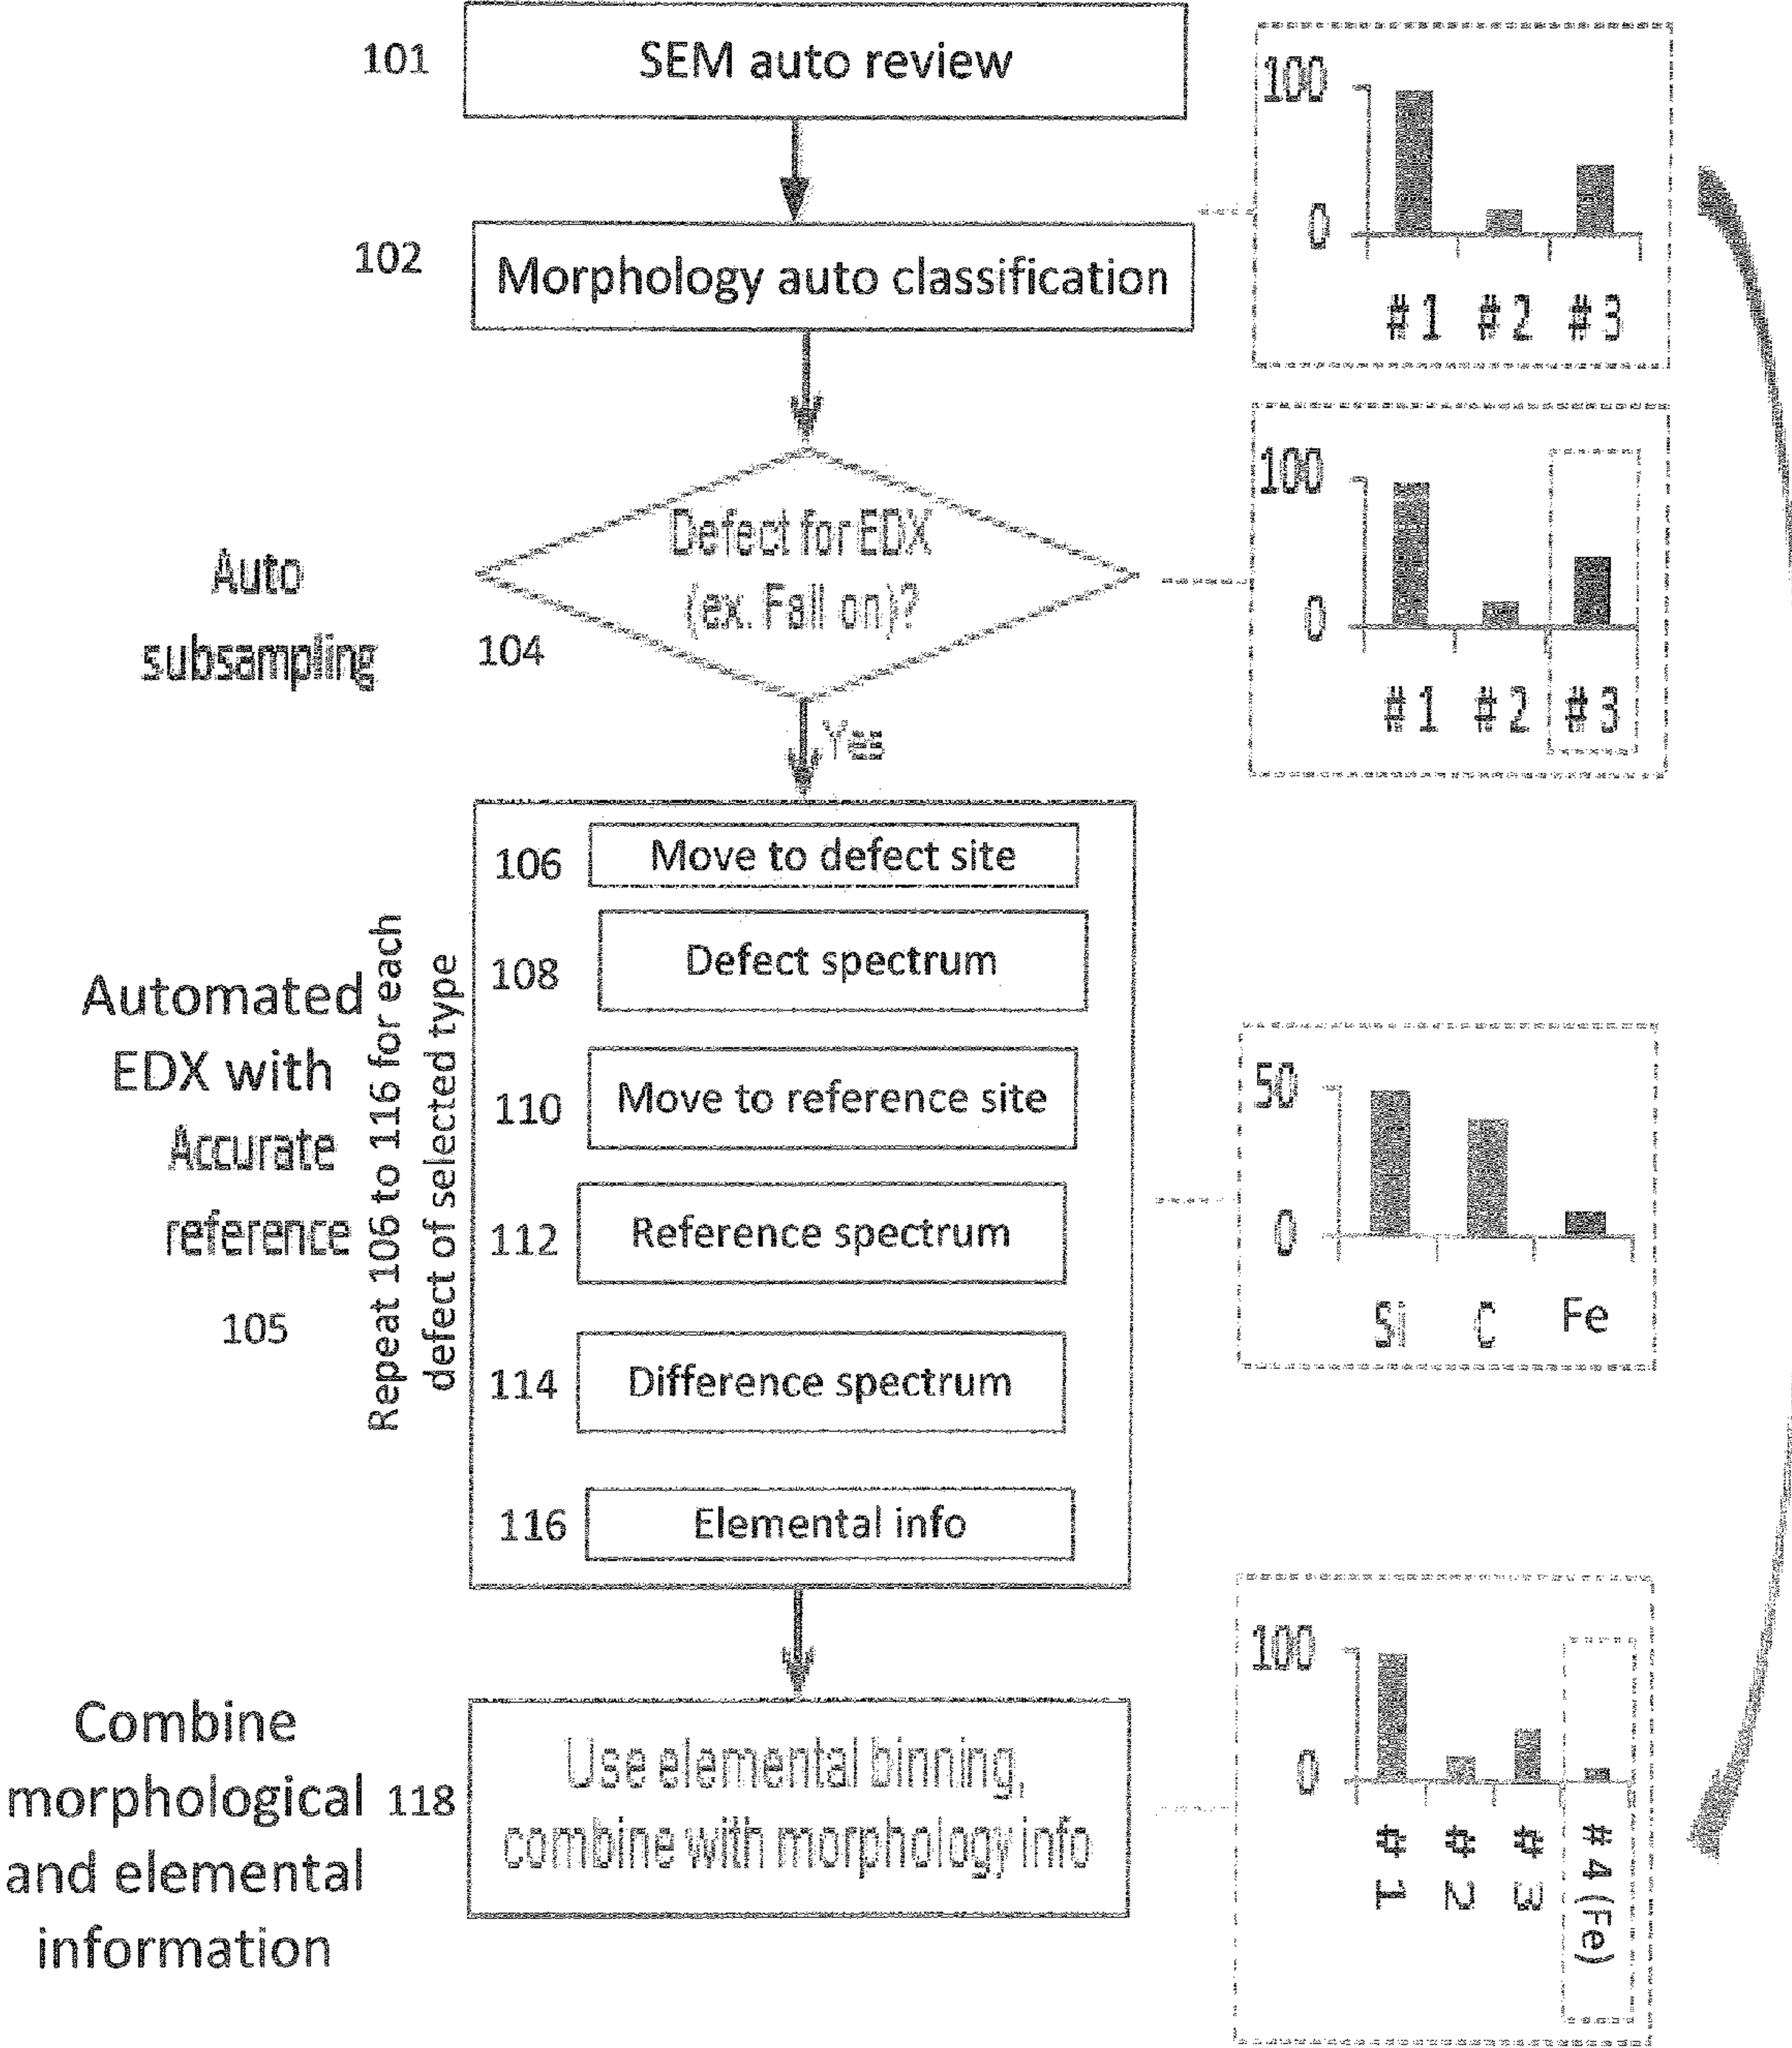 101
SEM auto review
100
0
#1 #2 #3
102
Morphology auto classification
Auto
subsampling
104
Defect for EDX
(ex. Fall on)?
Yes
100
0
#1 #2 #3
Automated
EDX with
Accurate
reference
105
Repeat 106 to 116 for each
defect of selected type
106
Move to defect site
108
Defect spectrum
110
Move to reference site
112
Reference spectrum
114
Difference spectrum
116
Elemental info
50
0
Si C Fe
Combine
morphological
and elemental
information
118
Use elemental binning,
combine with morphology info
100
0
#1
#2
#3
#4 (Fe)